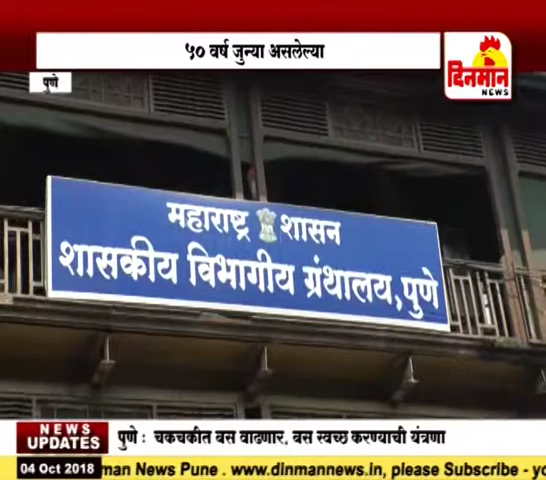 ५० वर्ष जुन्या असलेल्या
दिनमान
NEWS
पुणे
महाराष्ट्र शासन
शासकीय विभागीय ग्रंथालय, पुणे
NEWS
UPDATES
पुणे : चकचकीत बस वाढणार, बस स्वच्छ करण्याची यंत्रणा
04 Oct 2018
man News Pune . www.dinmannews.in, please Subscribe - yo